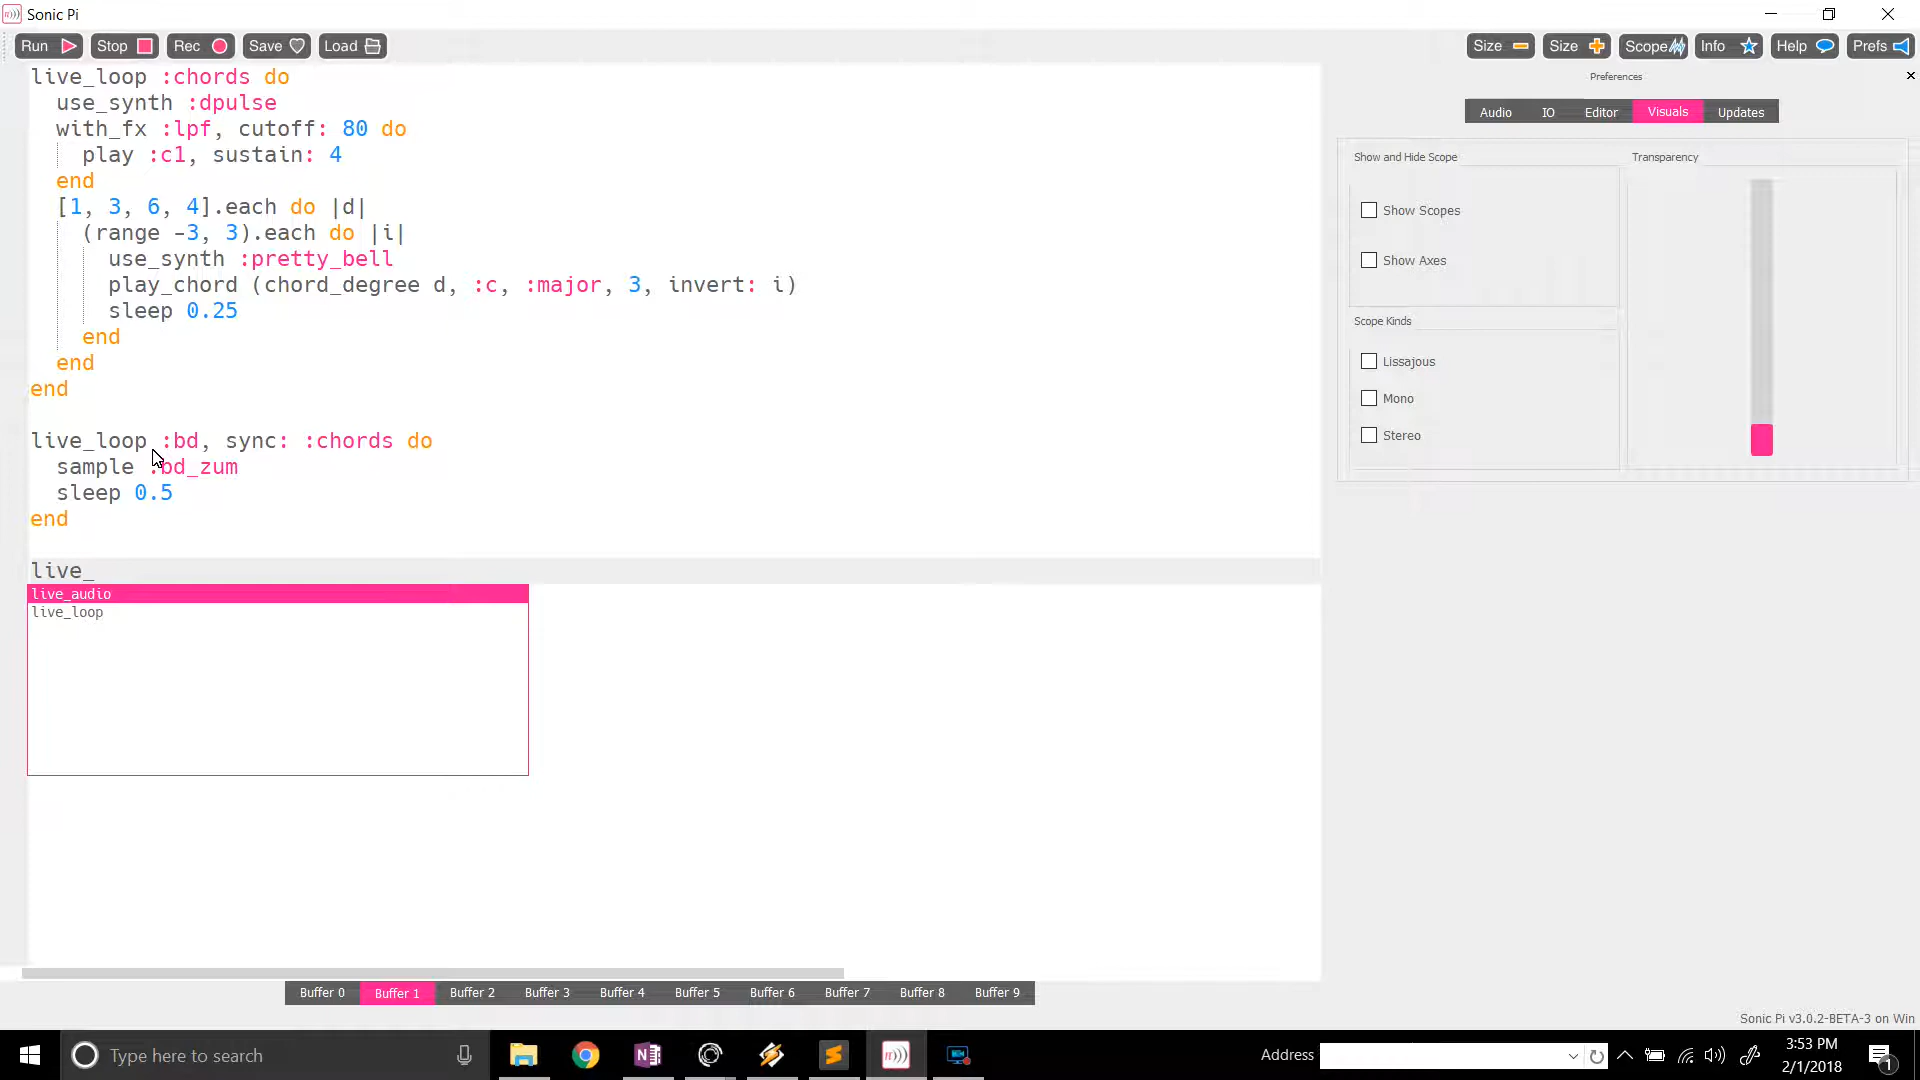 Sonic Pi
Run Stop Rec Save Load Size Size Scope Info Help Prefs
live_loop :chords do
use_synth :dpulse
with_fx :lpf, cutoff: 80 do
play :c1, sustain: 4
end
[1, 3, 6, 4].each do |d|
(range -3, 3).each do |i|
use_synth :pretty_bell
play_chord (chord_degree d, :c, :major, 3, invert: i)
sleep 0.25
end
end
end
live_loop :bd, sync: :chords do
sample :bd_zum
sleep 0.5
end
live_
live_audio
live_loop
Preferences
Audio IO Editor Visuals Updates
Show and Hide Scope
Show Scopes
Show Axes
Scope Kinds
Lissajous
Mono
Stereo
Transparency
Buffer 0 Buffer 1 Buffer 2 Buffer 3 Buffer 4 Buffer 5 Buffer 6 Buffer 7 Buffer 8 Buffer 9
Sonic Pi v3.0.2-BETA-3 on Win
Type here to search
Address
3:53 PM
2/1/2018
1